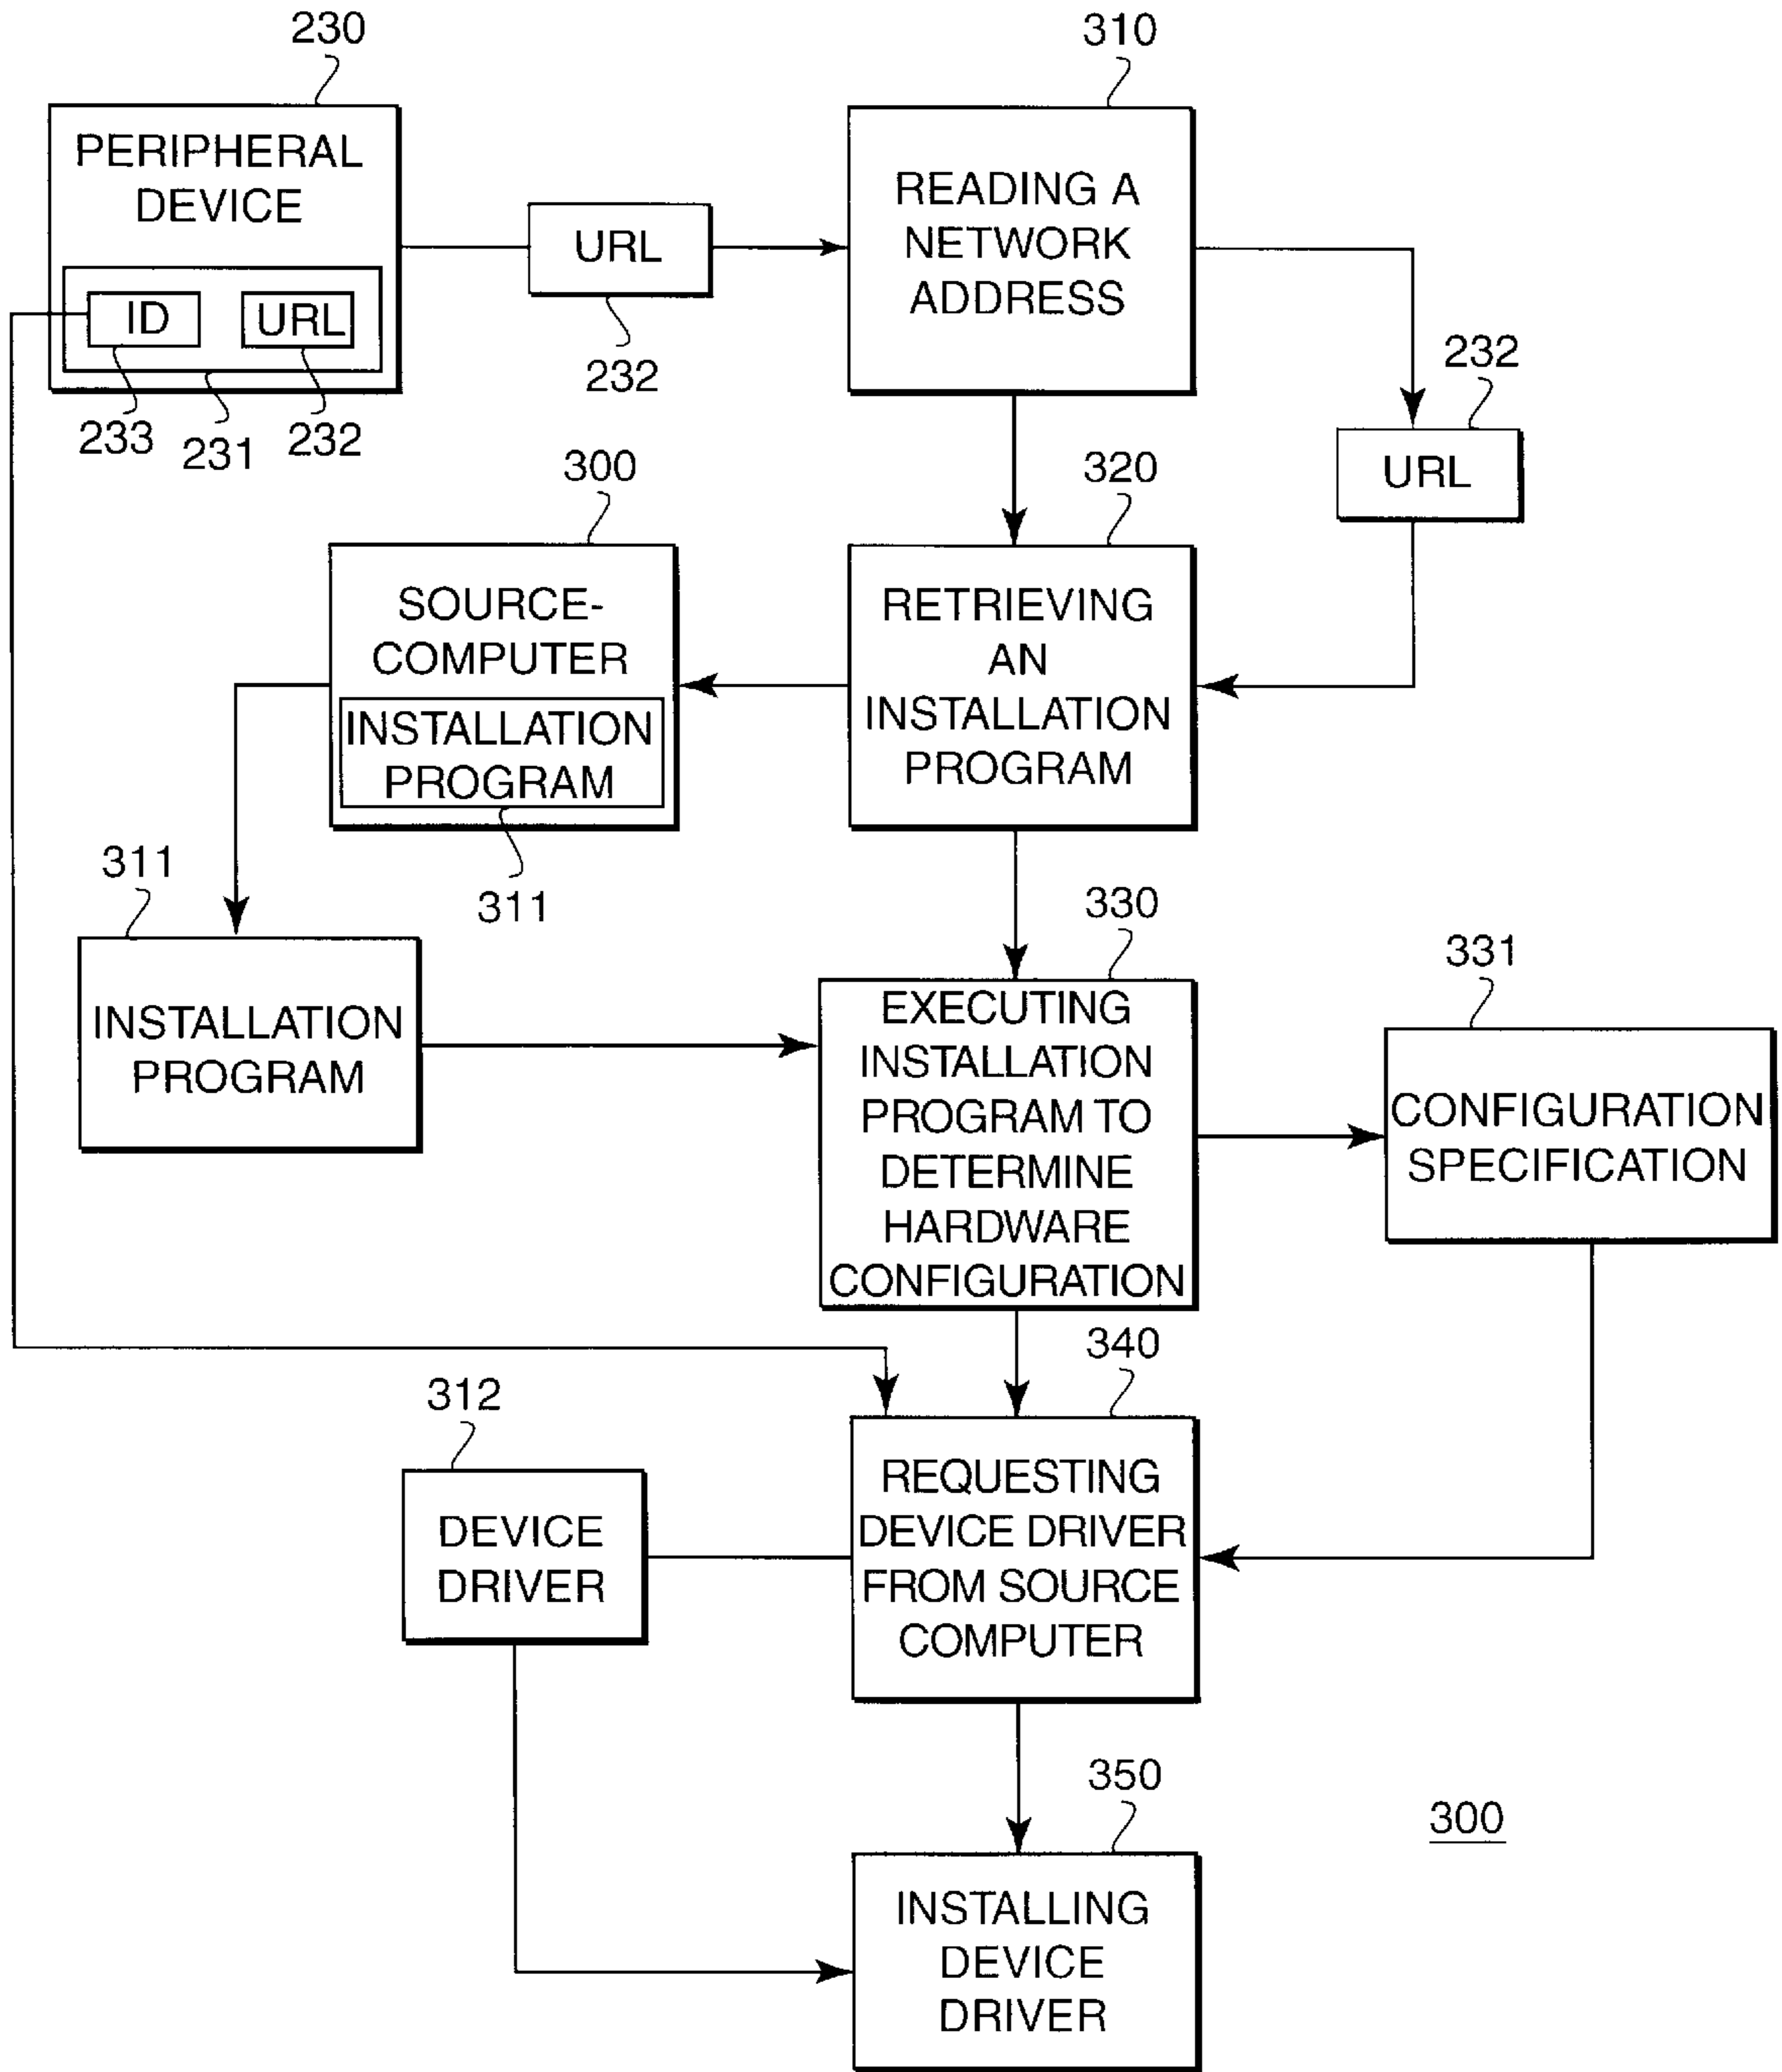 230
310
PERIPHERAL
DEVICE
ID
URL
233
231
232
URL
232
READING A
NETWORK
ADDRESS
232
URL
300
320
SOURCE-
COMPUTER
INSTALLATION
PROGRAM
311
RETRIEVING
AN
INSTALLATION
PROGRAM
311
INSTALLATION
PROGRAM
330
EXECUTING
INSTALLATION
PROGRAM TO
DETERMINE
HARDWARE
CONFIGURATION
331
CONFIGURATION
SPECIFICATION
340
312
DEVICE
DRIVER
REQUESTING
DEVICE DRIVER
FROM SOURCE
COMPUTER
350
INSTALLING
DEVICE
DRIVER
300